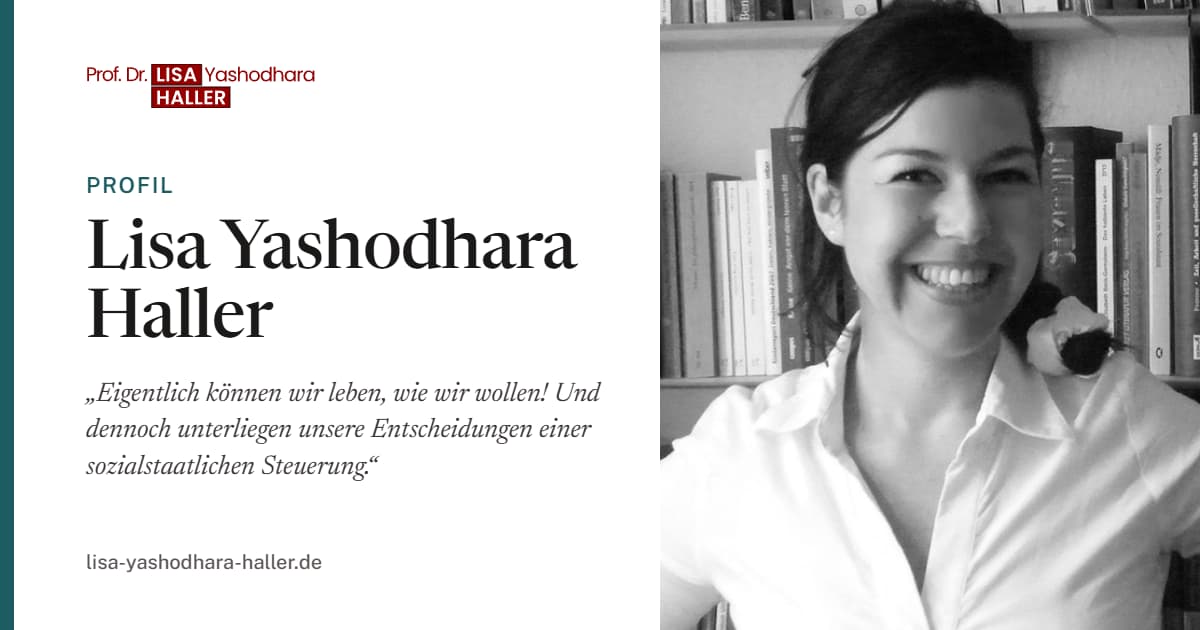 Prof. Dr. LISA Yashodhara
HALLER
PROFIL
Lisa Yashodhara
Haller
„Eigentlich können wir leben, wie wir wollen! Und
dennoch unterliegen unsere Entscheidungen einer
sozialstaatlichen Steuerung.“
lisa-yashodhara-haller.de